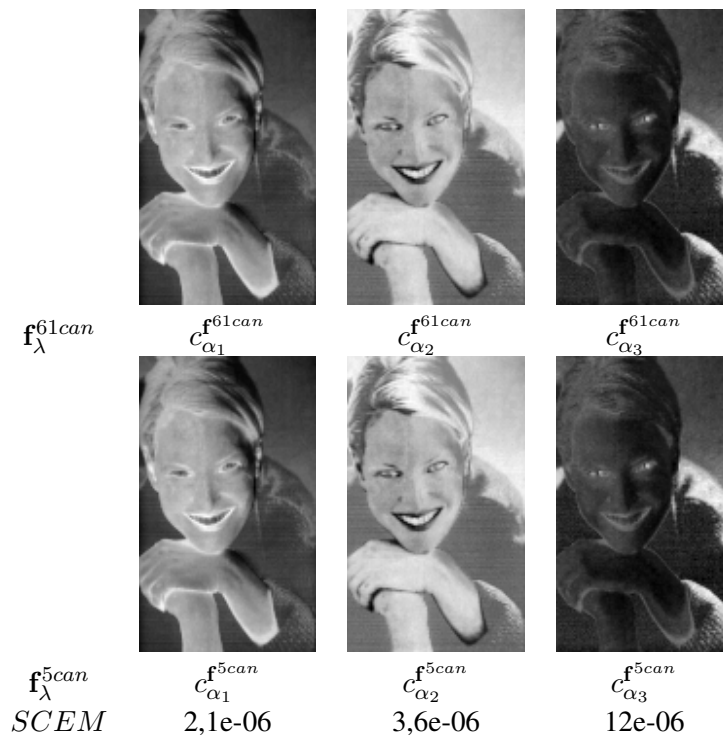 f_λ^{61can} c_{α_1}^{f^{61can}} c_{α_2}^{f^{61can}} c_{α_3}^{f^{61can}}
f_λ^{5can} c_{α_1}^{f^{5can}} c_{α_2}^{f^{5can}} c_{α_3}^{f^{5can}}
SCEM 2,1e-06 3,6e-06 12e-06